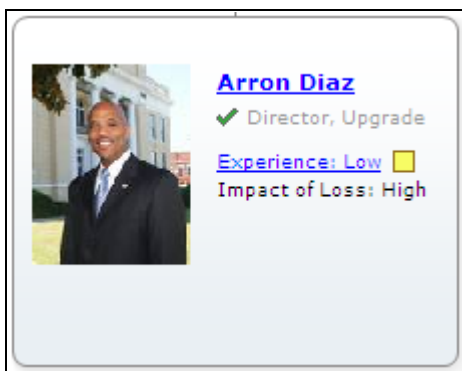 Arron Diaz
Director, Upgrade
Experience: Low
Impact of Loss: High